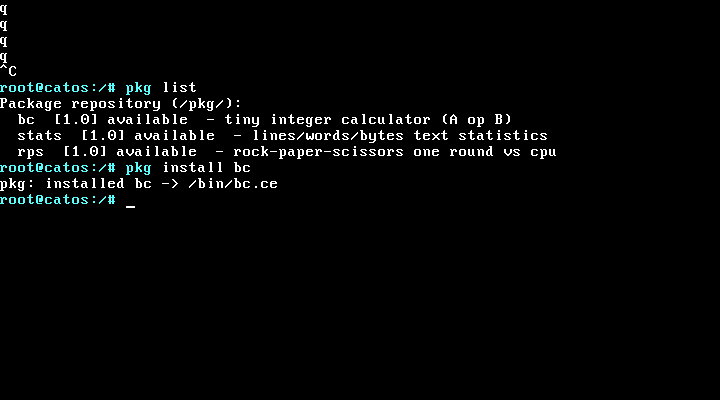 q
q
q
q
^C
root@catos:/# pkg list
Package repository (/pkg/):
  bc  [1.0] available  - tiny integer calculator (A op B)
  stats  [1.0] available  - lines/words/bytes text statistics
  rps  [1.0] available  - rock-paper-scissors one round vs cpu
root@catos:/# pkg install bc
pkg: installed bc -> /bin/bc.ce
root@catos:/# _